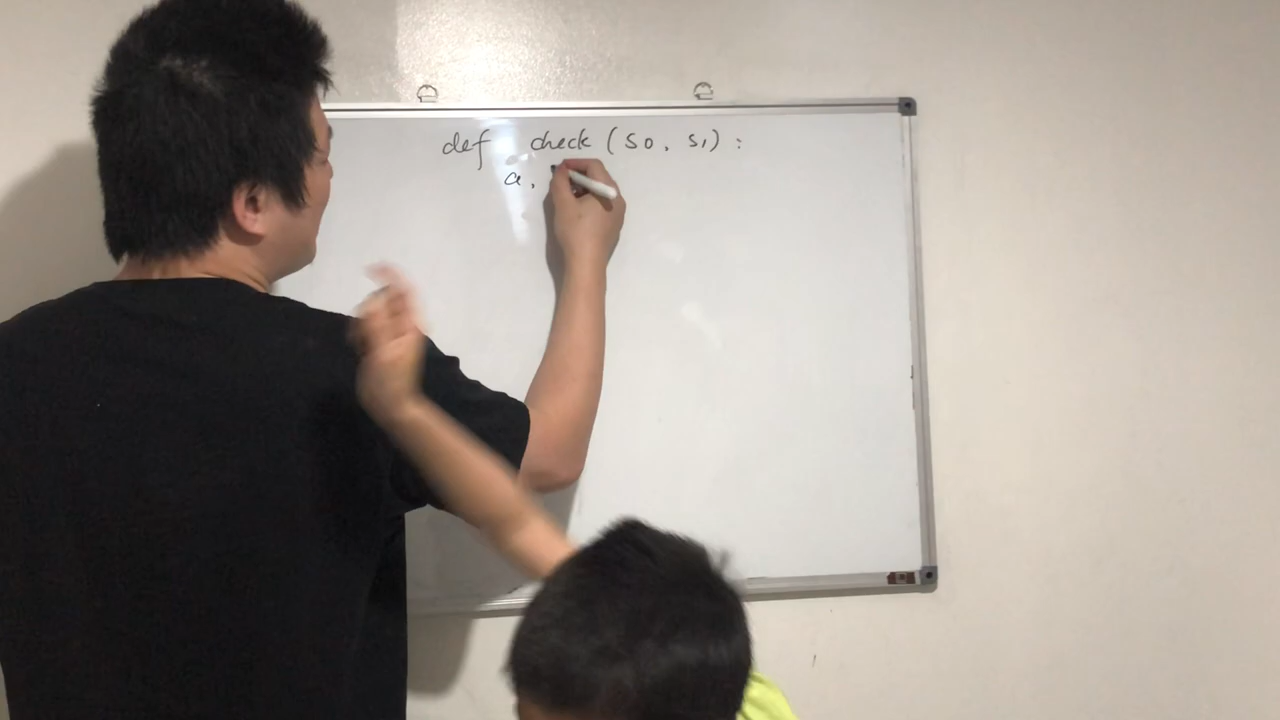 def check (s0, s1) :
a,